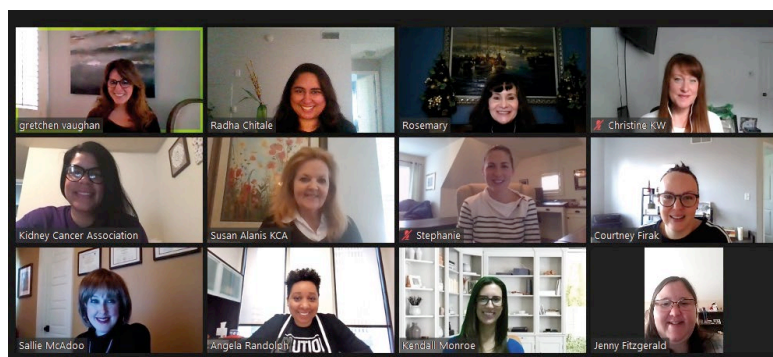 gretchen vaughan
Radha Chitale
Rosemary
Christine KW
Kidney Cancer Association
Susan Alanis KCA
Stephanie
Courtney Firak
Sallie McAdoo
Angela Randolph
UTION
Kendall Monroe
Jenny Fitzgerald